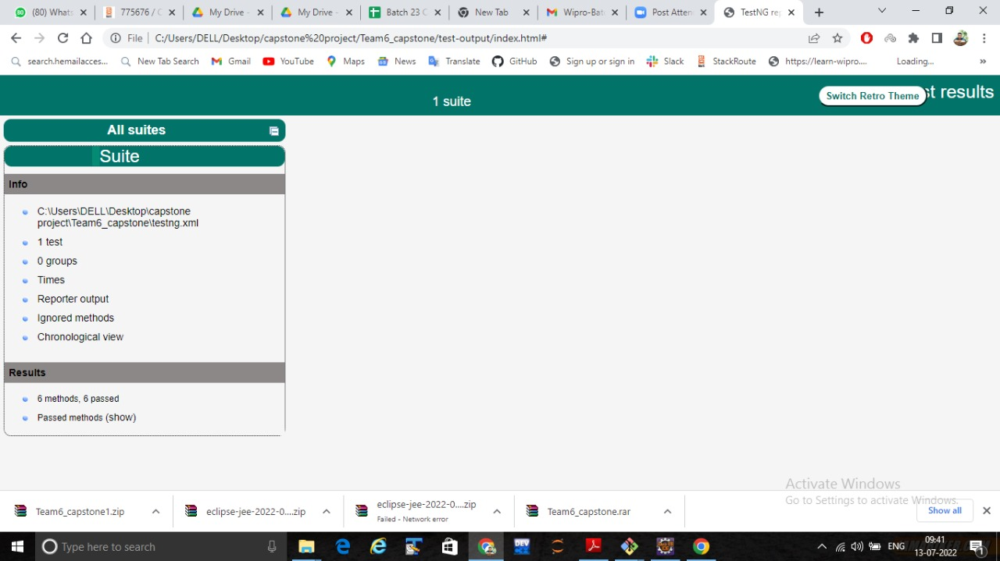 (80) Whats
775676 / C
My Drive -
My Drive -
Batch 23 C
New Tab
Wipro-Bat
Post Atten
TestNG re
File
C:/Users/DELL/Desktop/capstone%20project/Team6_capstone/test-output/index.html#
search.hemailacces...
New Tab Search
Gmail
YouTube
Maps
News
Translate
GitHub
Sign up or sign in
Slack
StackRoute
https://learn-wipro....
Loading...
»
1 suite
Switch Retro Theme
st results
All suites
Suite
Info
C:\Users\DELL\Desktop\capstone
project\Team6_capstone\testng.xml
1 test
0 groups
Times
Reporter output
Ignored methods
Chronological view
Results
6 methods, 6 passed
Passed methods (show)
Activate Windows
Go to Settings to activate Windows.
Team6_capstone1.zip
eclipse-jee-2022-0....zip
eclipse-jee-2022-0....zip
Failed - Network error
Team6_capstone.rar
Show all
Type here to search
DEV
ENG
09:41
13-07-2022
1